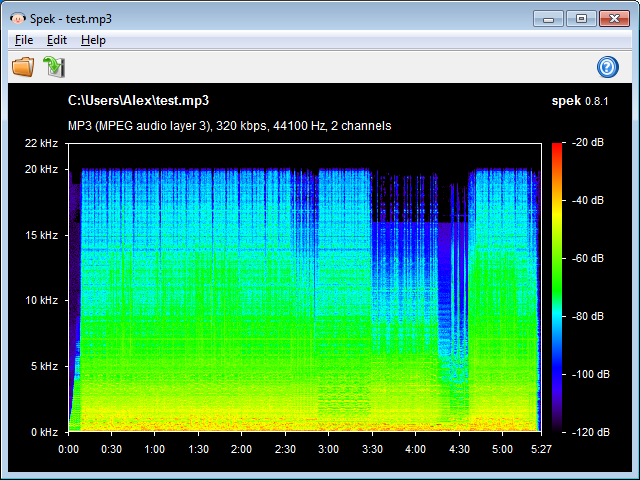 Spek - test.mp3
File Edit Help
C:\Users\Alex\test.mp3
spek 0.8.1
MP3 (MPEG audio layer 3), 320 kbps, 44100 Hz, 2 channels
22 kHz
20 kHz
15 kHz
10 kHz
5 kHz
0 kHz
0:00 0:30 1:00 1:30 2:00 2:30 3:00 3:30 4:00 4:30 5:00 5:27
-20 dB
-40 dB
-60 dB
-80 dB
-100 dB
-120 dB